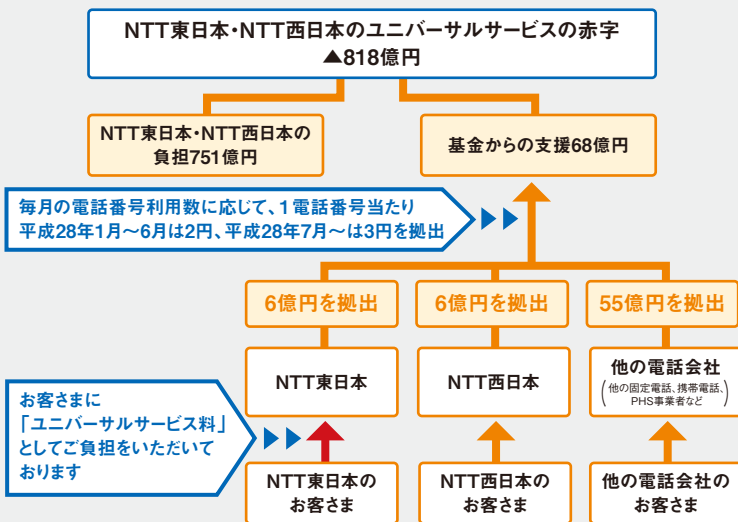 NTT東日本・NTT西日本のユニバーサルサービスの赤字
▲818億円
NTT東日本・NTT西日本の
負担751億円
基金からの支援68億円
毎月の電話番号利用数に応じて、1電話番号当たり
平成28年1月～6月は2円、平成28年7月～は3円を拠出
6億円を拠出
6億円を拠出
55億円を拠出
NTT東日本
NTT西日本
他の電話会社
（他の固定電話、携帯電話、
PHS事業者など）
お客さまに
「ユニバーサルサービス料」
としてご負担をいただいて
おります
NTT東日本の
お客さま
NTT西日本の
お客さま
他の電話会社の
お客さま